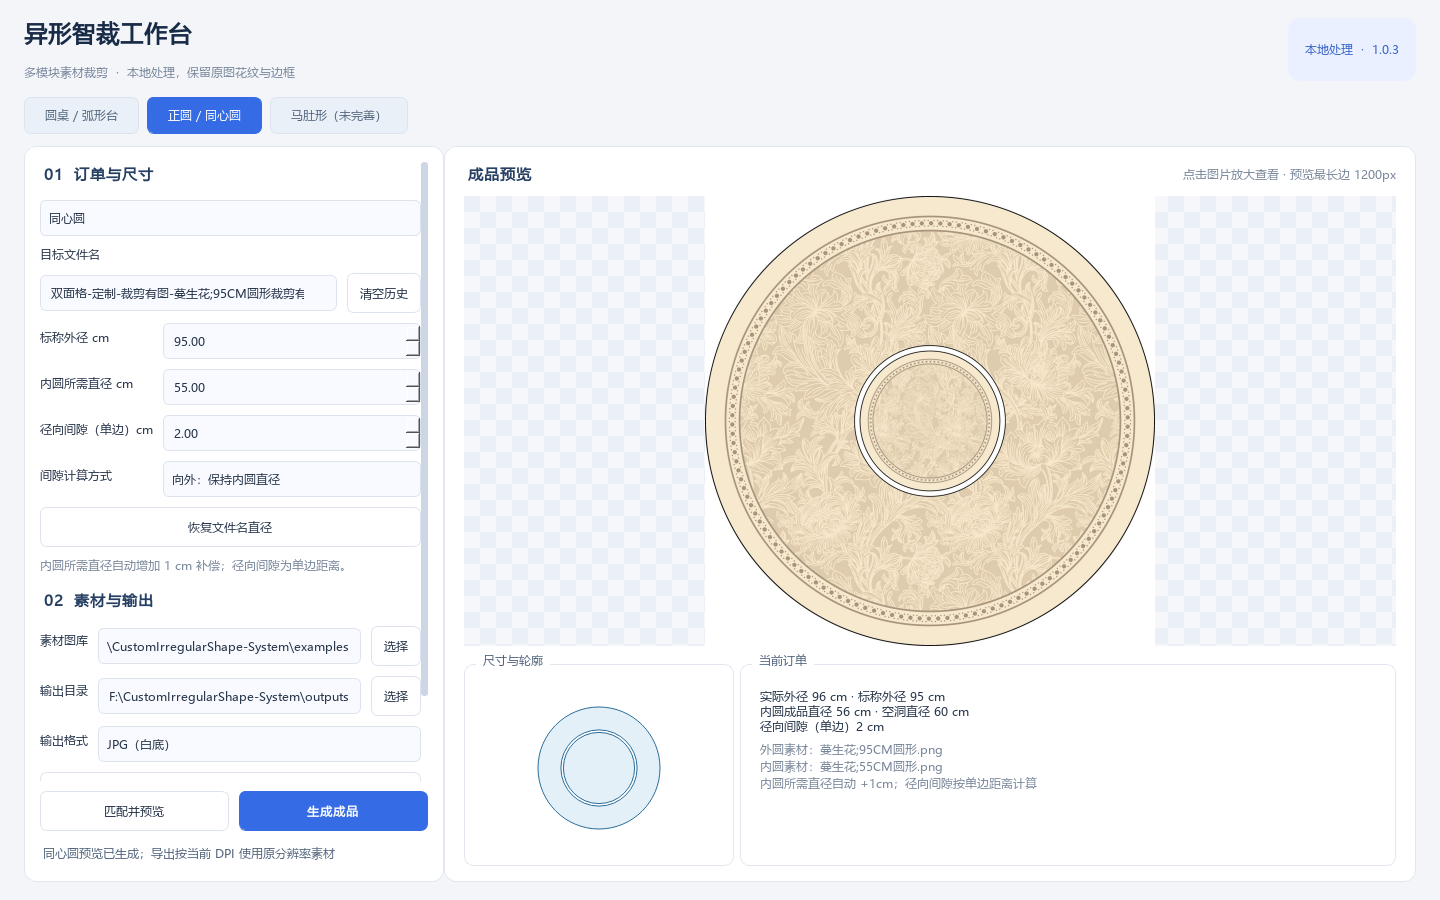 异形智裁工作台
多模块素材裁剪 · 本地处理，保留原图花纹与边框
本地处理 · 1.0.3
圆桌 / 弧形台
正圆 / 同心圆
马肚形（未完善）
01 订单与尺寸
同心圆
目标文件名
双面格-定制-裁剪有图-蔓生花;95CM圆形裁剪有
清空历史
标称外径 cm
95.00
内圆所需直径 cm
55.00
径向间隙（单边）cm
2.00
间隙计算方式
向外：保持内圆直径
恢复文件名直径
内圆所需直径自动增加 1 cm 补偿；径向间隙为单边距离。
02 素材与输出
素材图库
\CustomIrregularShape-System\examples
选择
输出目录
F:\CustomIrregularShape-System\outputs
选择
输出格式
JPG（白底）
匹配并预览
生成成品
同心圆预览已生成；导出按当前 DPI 使用原分辨率素材
成品预览
点击图片放大查看 · 预览最长边 1200px
尺寸与轮廓
当前订单
实际外径 96 cm · 标称外径 95 cm
内圆成品直径 56 cm · 空洞直径 60 cm
径向间隙（单边）2 cm
外圆素材：蔓生花;95CM圆形.png
内圆素材：蔓生花;55CM圆形.png
内圆所需直径自动 +1cm；径向间隙按单边距离计算